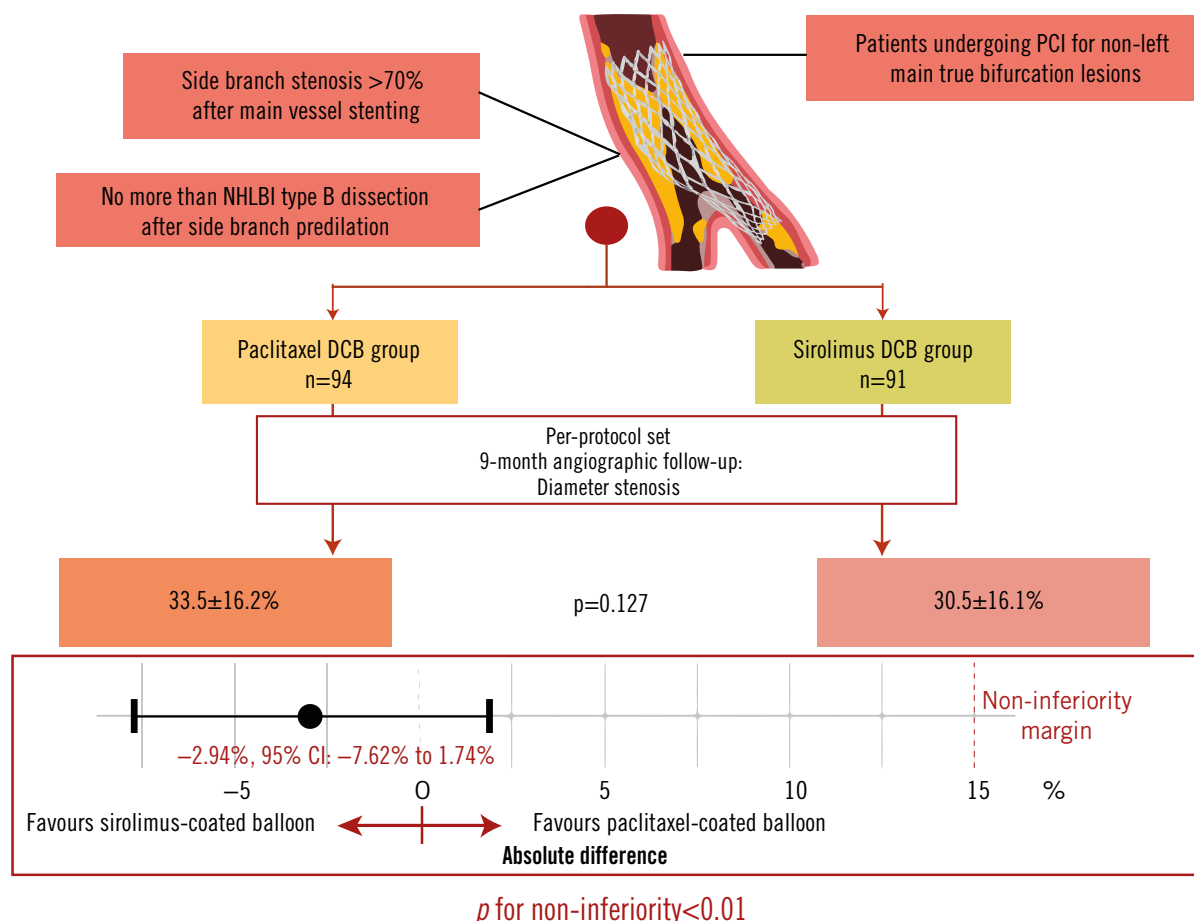 Patients undergoing PCI for non-left
main true bifurcation lesions
Side branch stenosis >70%
after main vessel stenting
No more than NHLBI type B dissection
after side branch predilation
Paclitaxel DCB group
n=94
Sirolimus DCB group
n=91
Per-protocol set
9-month angiographic follow-up:
Diameter stenosis
33.5±16.2%
p=0.127
30.5±16.1%
Non-inferiority
margin
−2.94%, 95% CI: −7.62% to 1.74%
−5 0 5 10 15 %
Favours sirolimus-coated balloon Favours paclitaxel-coated balloon
Absolute difference
p for non-inferiority<0.01